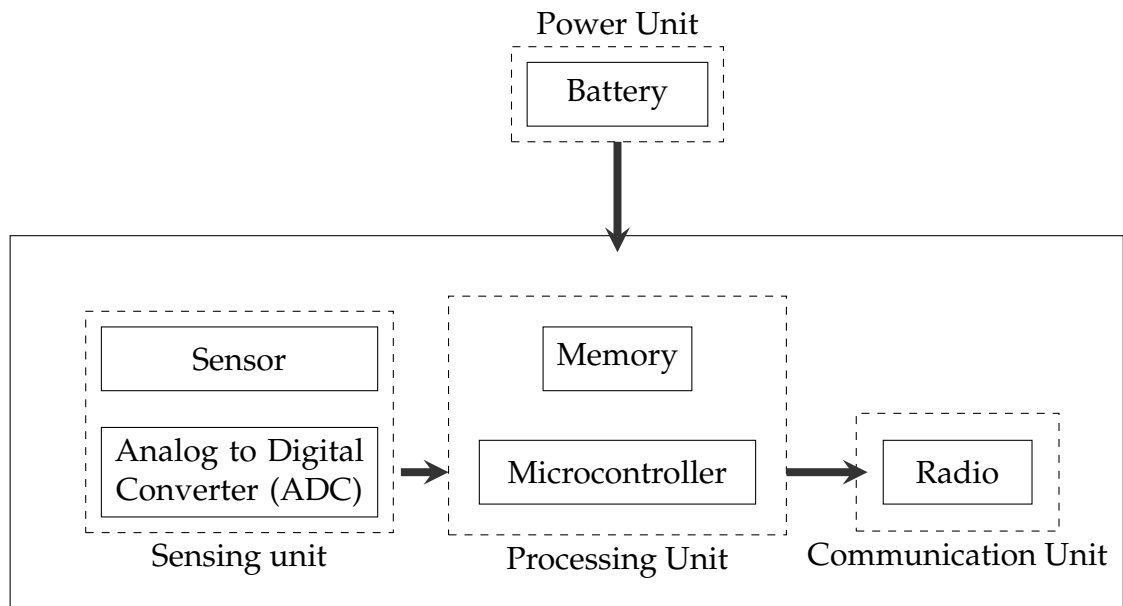 Power Unit
Battery
Sensor
Analog to Digital
Converter (ADC)
Sensing unit
Memory
Microcontroller
Processing Unit
Radio
Communication Unit